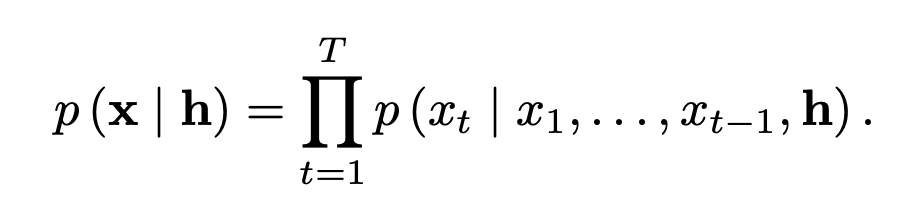 p (x | h) = ∏_{t=1}^{T} p (x_t | x_1, . . . , x_{t−1}, h) .